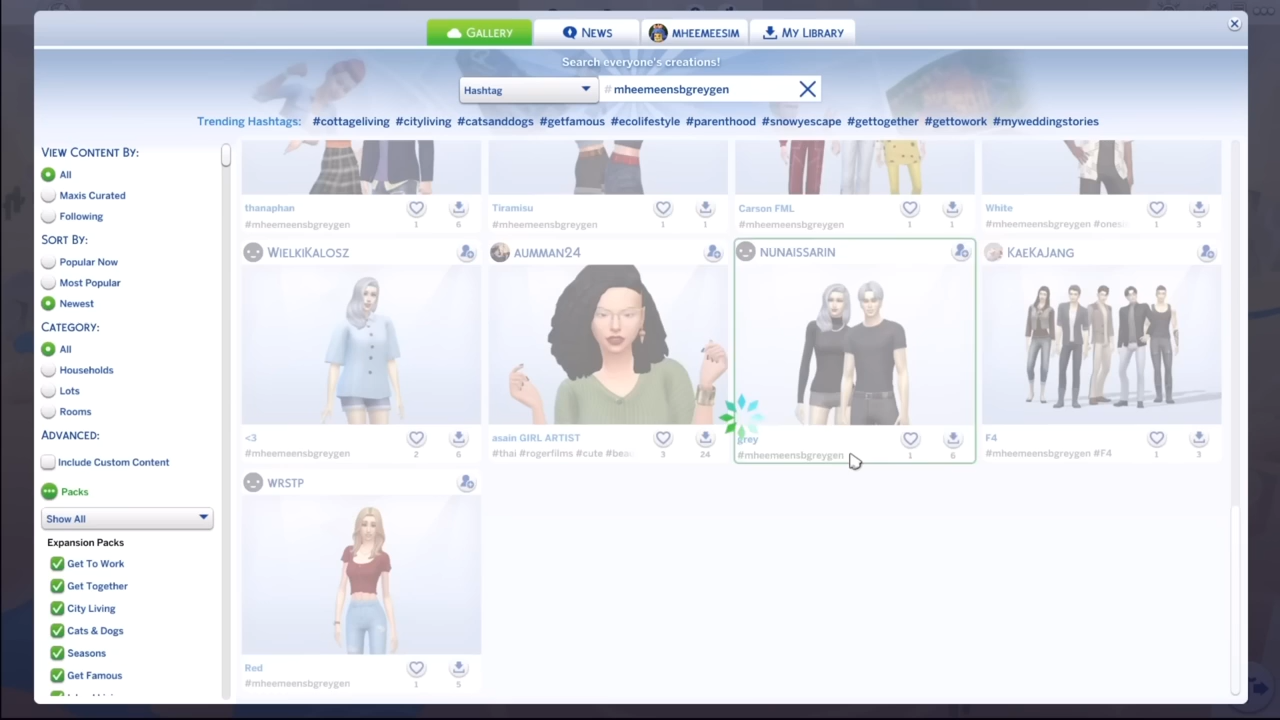 GALLERY
NEWS
MHEEMEESIM
MY LIBRARY
Search everyone's creations!
Hashtag
# mheemeensbgreygen
Trending Hashtags: #cottageliving #cityliving #catsanddogs #getfamous #ecolifestyle #parenthood #snowyescape #gettogether #gettowork #myweddingstories
VIEW CONTENT BY:
All
Maxis Curated
Following
SORT BY:
Popular Now
Most Popular
Newest
CATEGORY:
All
Households
Lots
Rooms
ADVANCED:
Include Custom Content
Packs
Show All
Expansion Packs
Get To Work
Get Together
City Living
Cats & Dogs
Seasons
Get Famous
thanaphan
#mheemeensbgreygen
1
6
Tiramisu
#mheemeensbgreygen
1
1
Carson FML
#mheemeensbgreygen
1
1
White
#mheemeensbgreygen
1
3
WIELKIKALOSZ
<3
#mheemeensbgreygen
2
6
AUMMAN24
asain GIRL ARTIST
#thai #rogerfilms #cute #beau
3
24
NUNAISSARIN
grey
#mheemeensbgreygen
1
6
KAEKAJANG
F4
#mheemeensbgreygen #F4
1
3
WRSTP
Red
#mheemeensbgreygen
1
5